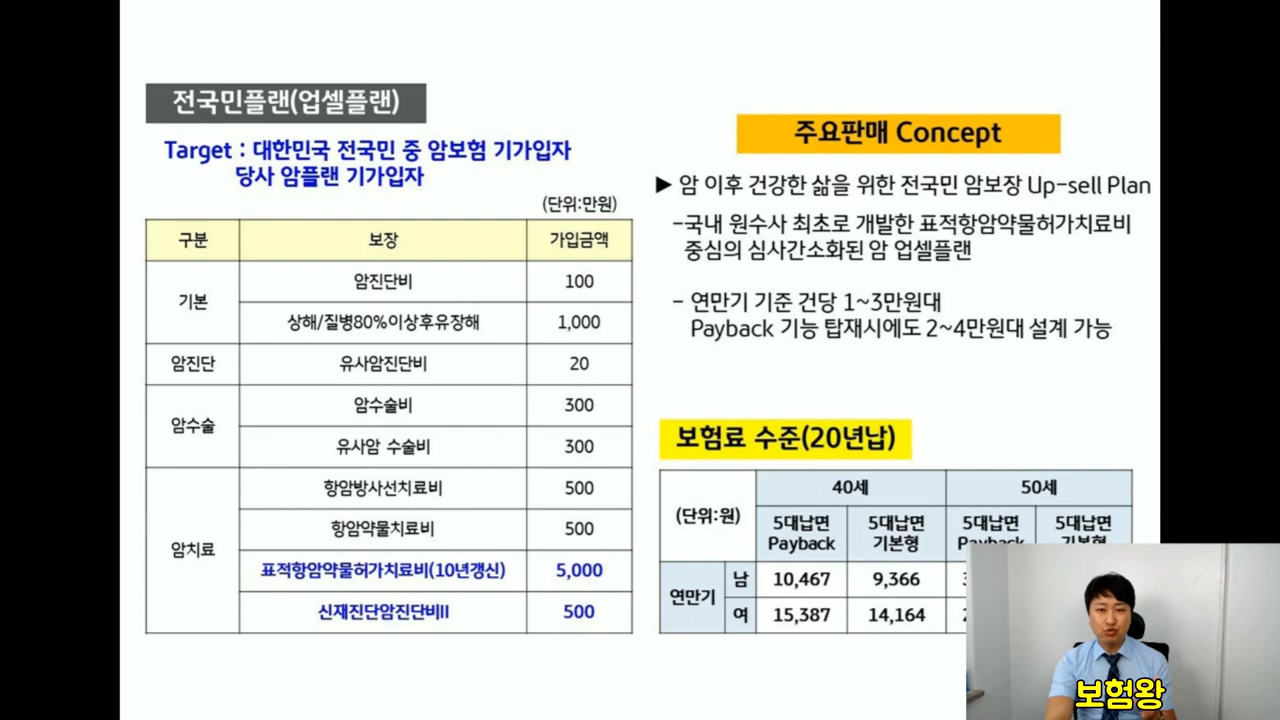 전국민플랜(업셀플랜)
Target : 대한민국 전국민 중 암보험 기가입자
당사 암플랜 기가입자
(단위:만원)
구분 보장 가입금액
기본 암진단비 100
상해/질병80%이상후유장해 1,000
암진단 유사암진단비 20
암수술 암수술비 300
유사암 수술비 300
암치료 항암방사선치료비 500
항암약물치료비 500
표적항암약물허가치료비(10년갱신) 5,000
신재진단암진단비II 500
주요판매 Concept
▶ 암 이후 건강한 삶을 위한 전국민 암보장 Up-sell Plan
-국내 원수사 최초로 개발한 표적항암약물허가치료비
중심의 심사간소화된 암 업셀플랜
- 연만기 기준 건당 1~3만원대
Payback 기능 탑재시에도 2~4만원대 설계 가능
보험료 수준(20년납)
(단위:원) 40세 50세
5대납면 5대납면 5대납면 5대납면
Payback 기본형
연만기 남 10,467 9,366
여 15,387 14,164
보험왕